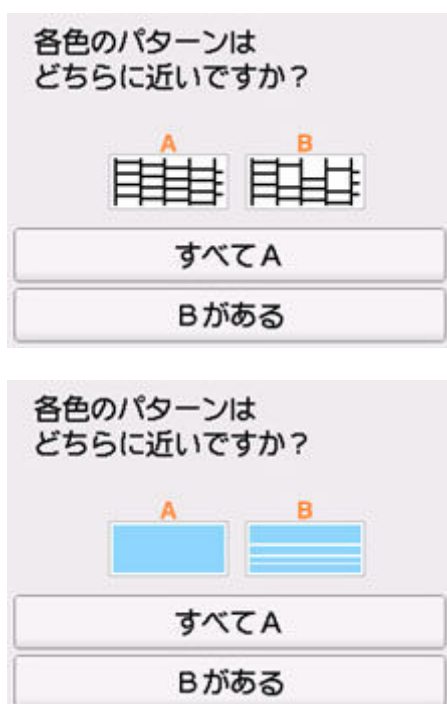 各色のパターンは
どちらに近いですか？
A B
すべてA
Bがある
各色のパターンは
どちらに近いですか？
A B
すべてA
Bがある